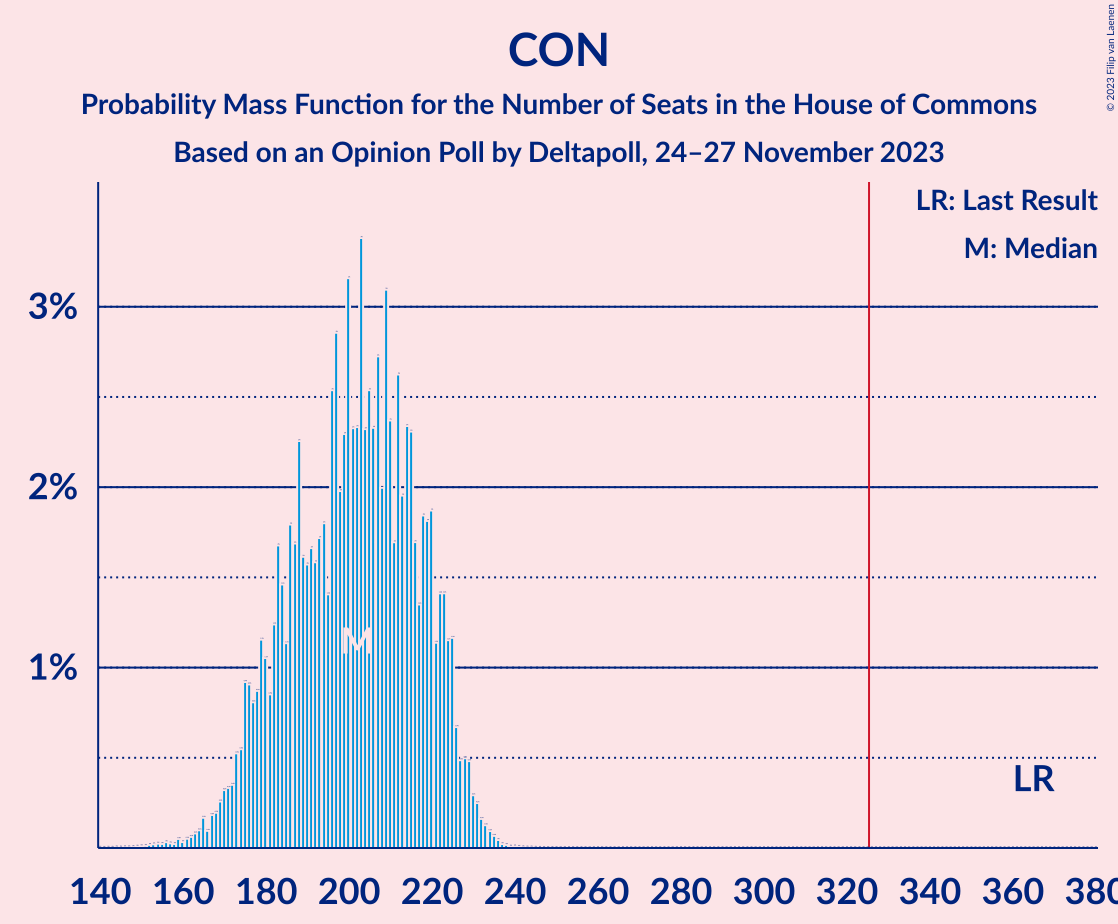 CON
Probability Mass Function for the Number of Seats in the House of Commons
Based on an Opinion Poll by Deltapoll, 24–27 November 2023
© 2023 Filip van Laenen
LR: Last Result
M: Median
3%
2%
1%
M
LR
140 160 180 200 220 240 260 280 300 320 340 360 380